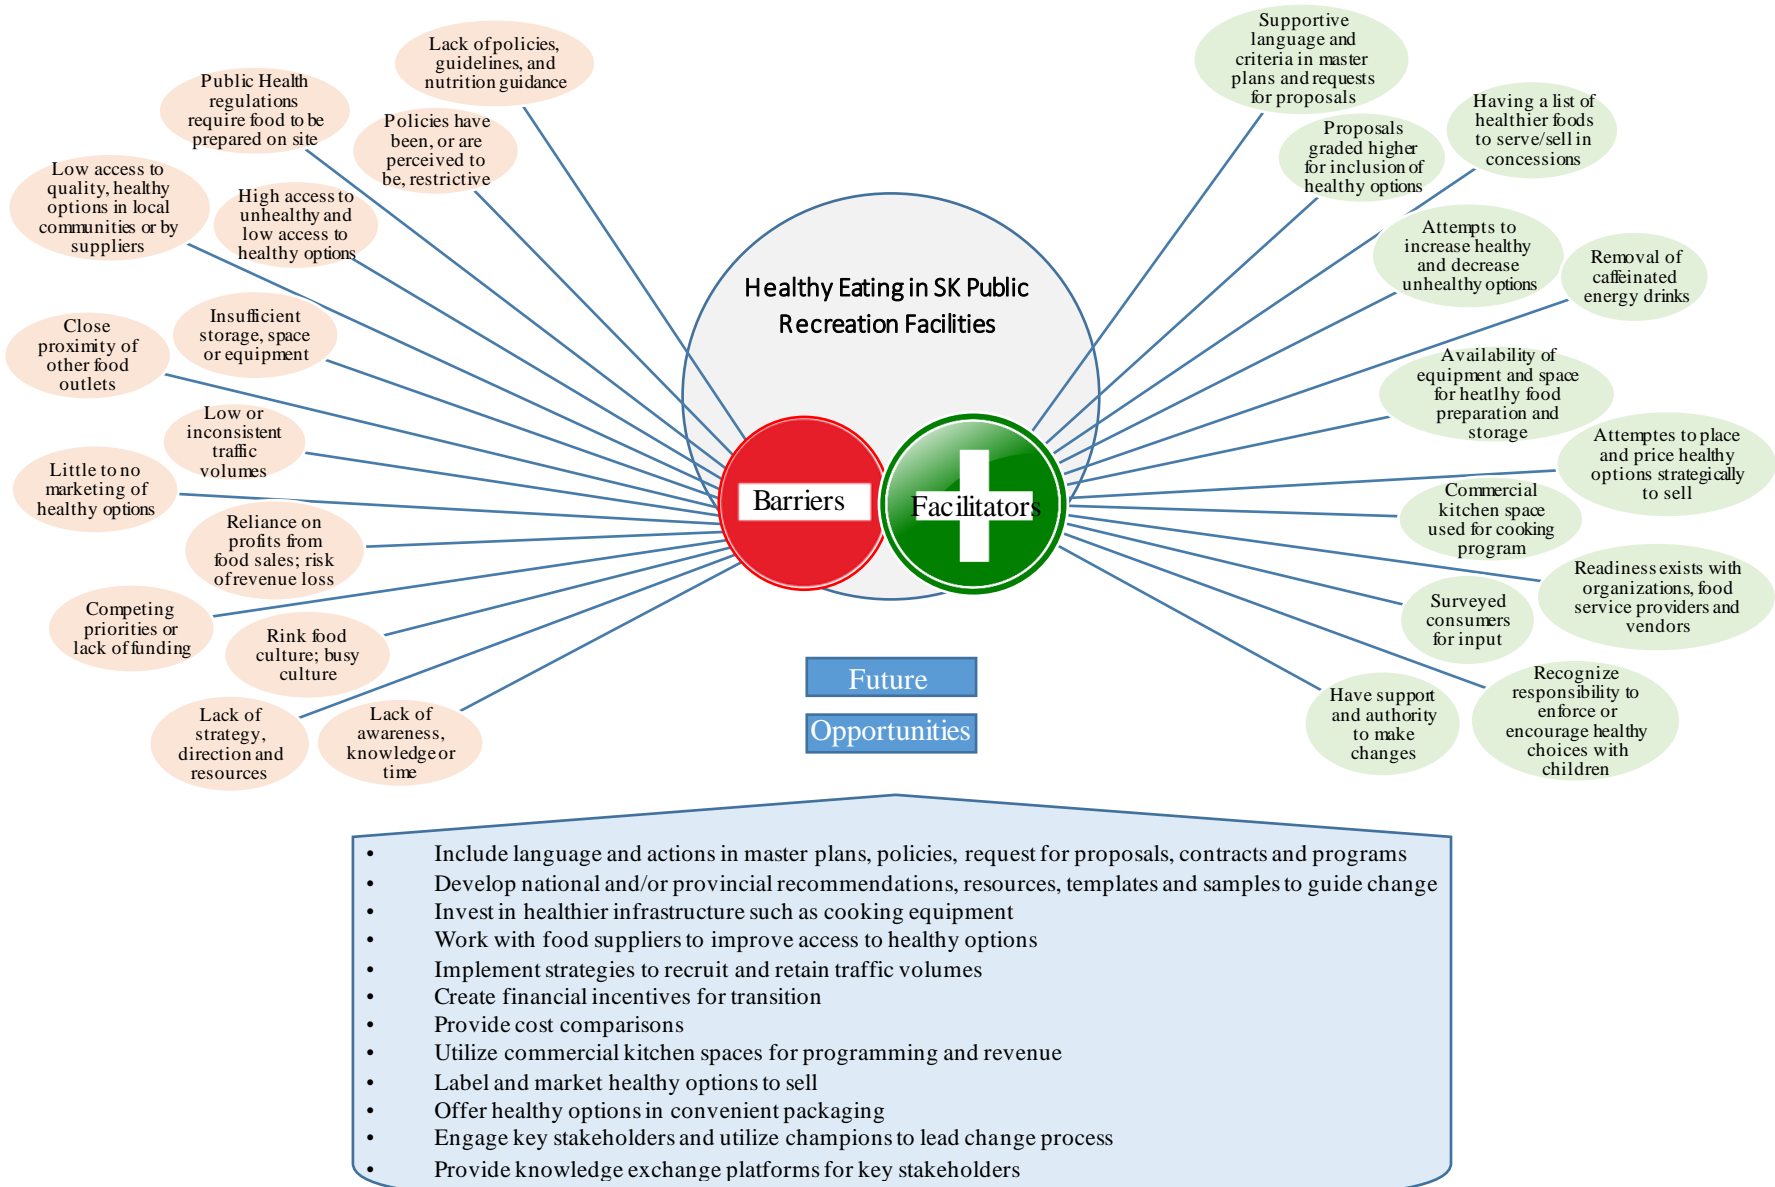 Lack of policies,
guidelines, and
nutrition guidance
Public Health
regulations
require food to be
prepared on site
Policies have
been, or are
perceived to
be, restrictive
Low access to
quality, healthy
options in local
communities or by
suppliers
High access to
unhealthy and
low access to
healthy options
Insufficient
storage, space
or equipment
Close
proximity of
other food
outlets
Low or
inconsistent
traffic
volumes
Little to no
marketing of
healthy options
Reliance on
profits from
food sales; risk
of revenue loss
Competing
priorities or
lack of funding
Rink food
culture; busy
culture
Lack of
strategy,
direction and
resources
Lack of
awareness,
knowledge or
time
Healthy Eating in SK Public
Recreation Facilities
Barriers
Facilitators
Supportive
language and
criteria in master
plans and requests
for proposals
Having a list of
healthier foods
to serve/sell in
concessions
Proposals
graded higher
for inclusion of
healthy options
Attempts to
increase healthy
and decrease
unhealthy options
Removal of
caffeinated
energy drinks
Availability of
equipment and space
for heatlhy food
preparation and
storage
Attemptes to place
and price healthy
options strategically
to sell
Commercial
kitchen space
used for cooking
program
Readiness exists with
organizations, food
service providers and
vendors
Surveyed
consumers
for input
Recognize
responsibility to
enforce or
encourage healthy
choices with
children
Have support
and authority
to make
changes
Future
Opportunities
• Include language and actions in master plans, policies, request for proposals, contracts and programs
• Develop national and/or provincial recommendations, resources, templates and samples to guide change
• Invest in healthier infrastructure such as cooking equipment
• Work with food suppliers to improve access to healthy options
• Implement strategies to recruit and retain traffic volumes
• Create financial incentives for transition
• Provide cost comparisons
• Utilize commercial kitchen spaces for programming and revenue
• Label and market healthy options to sell
• Offer healthy options in convenient packaging
• Engage key stakeholders and utilize champions to lead change process
• Provide knowledge exchange platforms for key stakeholders